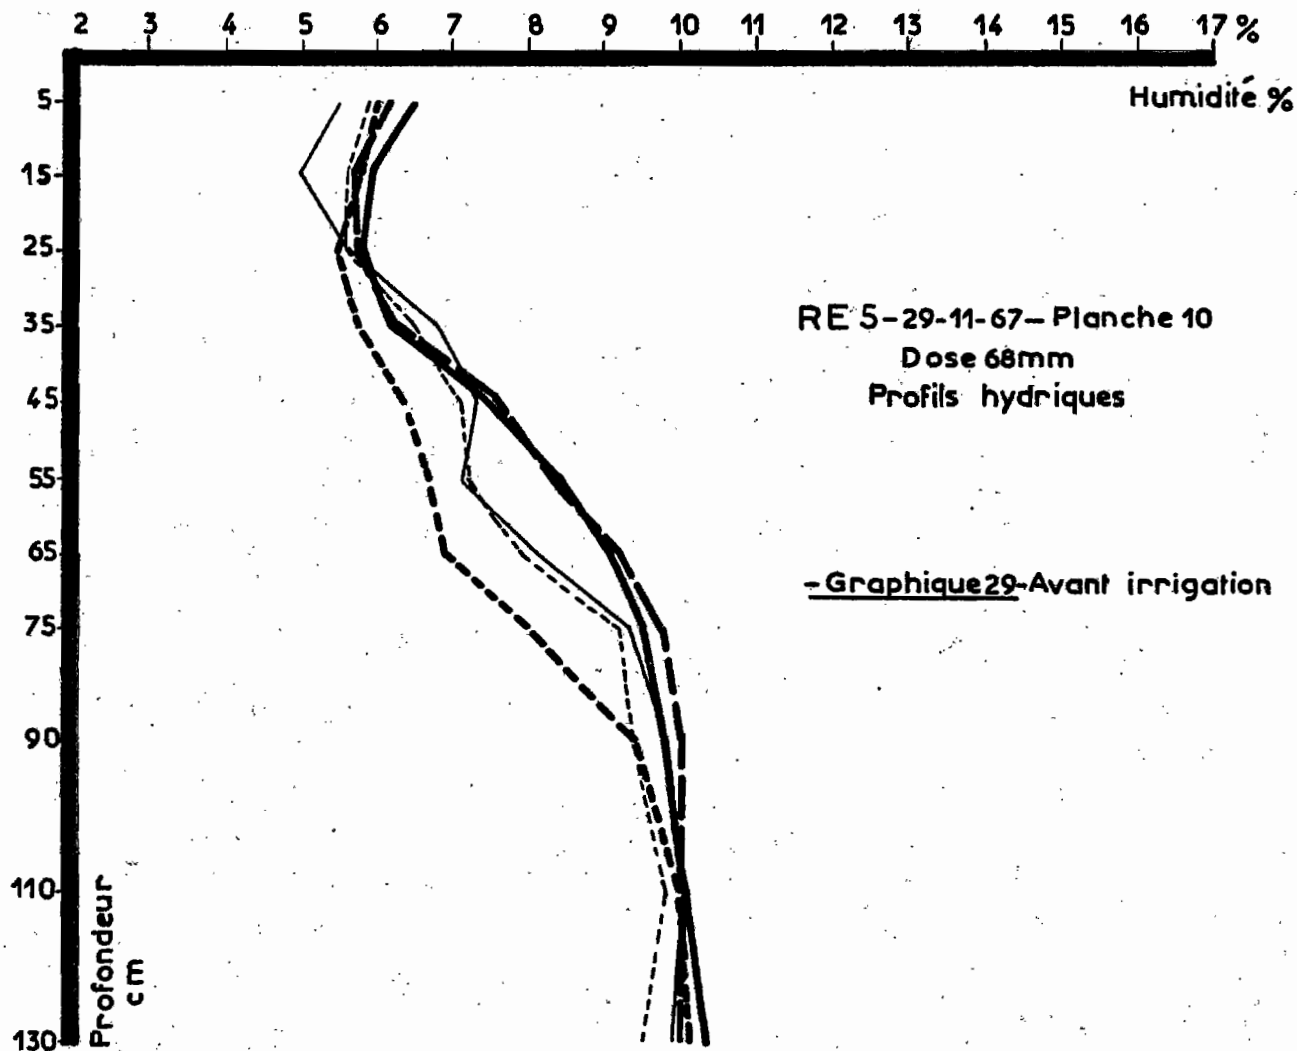 2 3 4 5 6 7 8 9 10 11 12 13 14 15 16 17 %
Humidité %
5
15
25
35
45
55
65
75
90
110
130
RE 5-29-11-67-Planche 10
Dose 68mm
Profils hydriques
-Graphique 29-Avant irrigation
Profondeur
cm